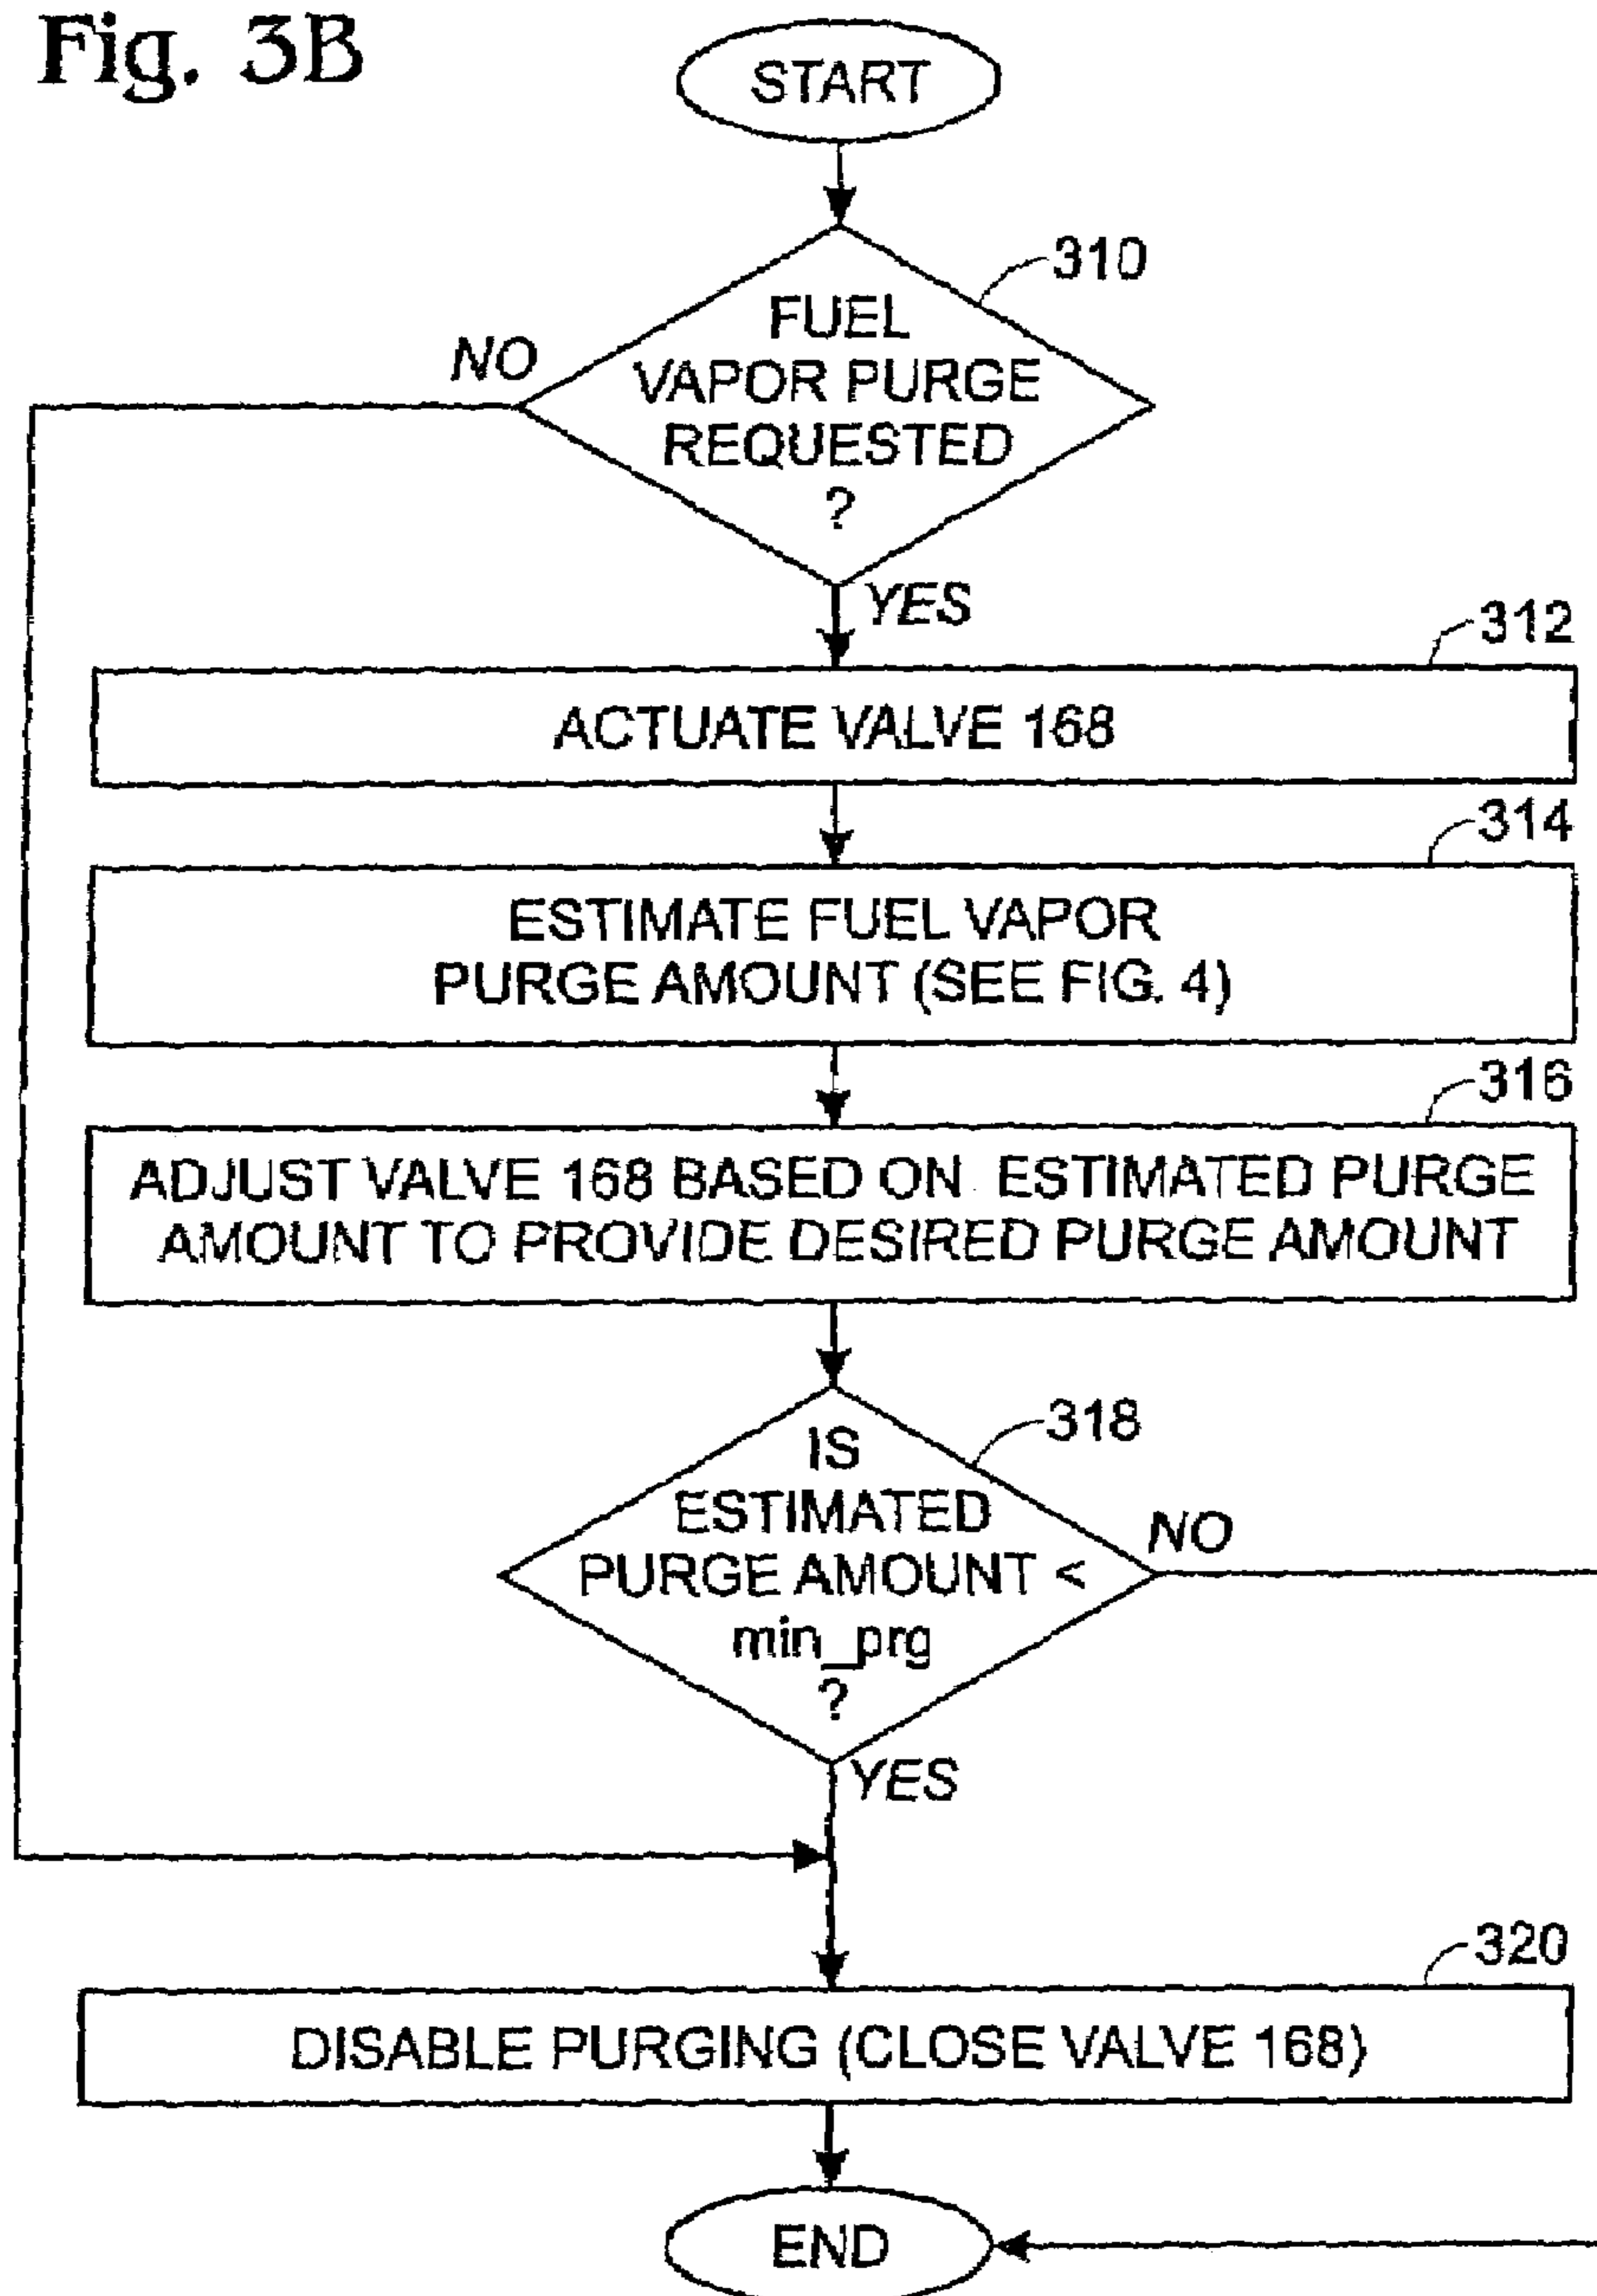 Fig. 3B
START
310
FUEL
VAPOR PURGE
REQUESTED
?
NO
YES
312
ACTUATE VALVE 168
314
ESTIMATE FUEL VAPOR
PURGE AMOUNT (SEE FIG. 4)
316
ADJUST VALVE 168 BASED ON ESTIMATED PURGE
AMOUNT TO PROVIDE DESIRED PURGE AMOUNT
318
IS
ESTIMATED
PURGE AMOUNT <
min_prg
?
NO
YES
320
DISABLE PURGING (CLOSE VALVE 168)
END